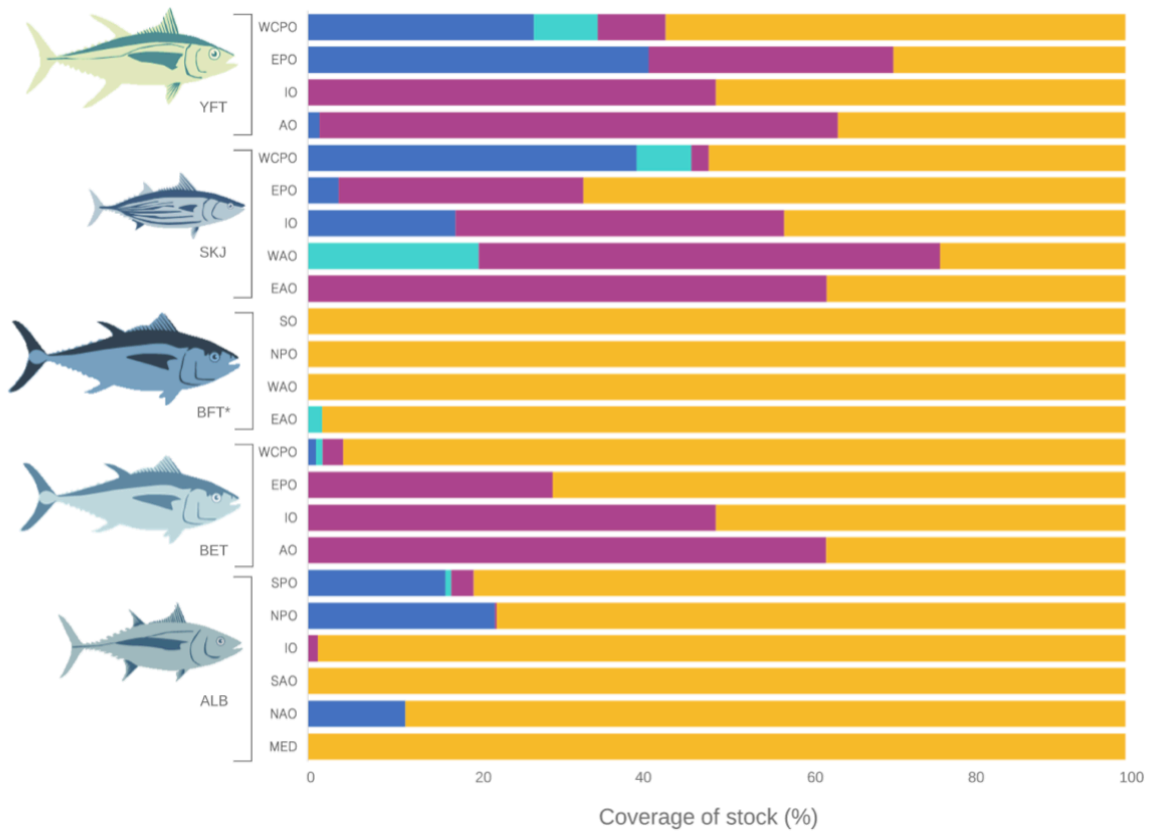 WCPO
EPO
IO
YFT
AO
WCPO
EPO
IO
SKJ
WAO
EAO
SO
NPO
WAO
BFT*
EAO
WCPO
EPO
IO
BET
AO
SPO
NPO
IO
SAO
ALB
NAO
MED
0 20 40 60 80 100
Coverage of stock (%)